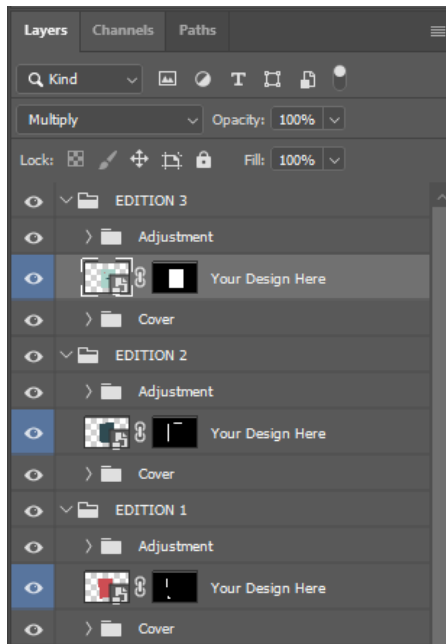 Layers Channels Paths
Kind T
Multiply Opacity: 100%
Lock: Fill: 100%
EDITION 3
Adjustment
Your Design Here
Cover
EDITION 2
Adjustment
Your Design Here
Cover
EDITION 1
Adjustment
Your Design Here
Cover